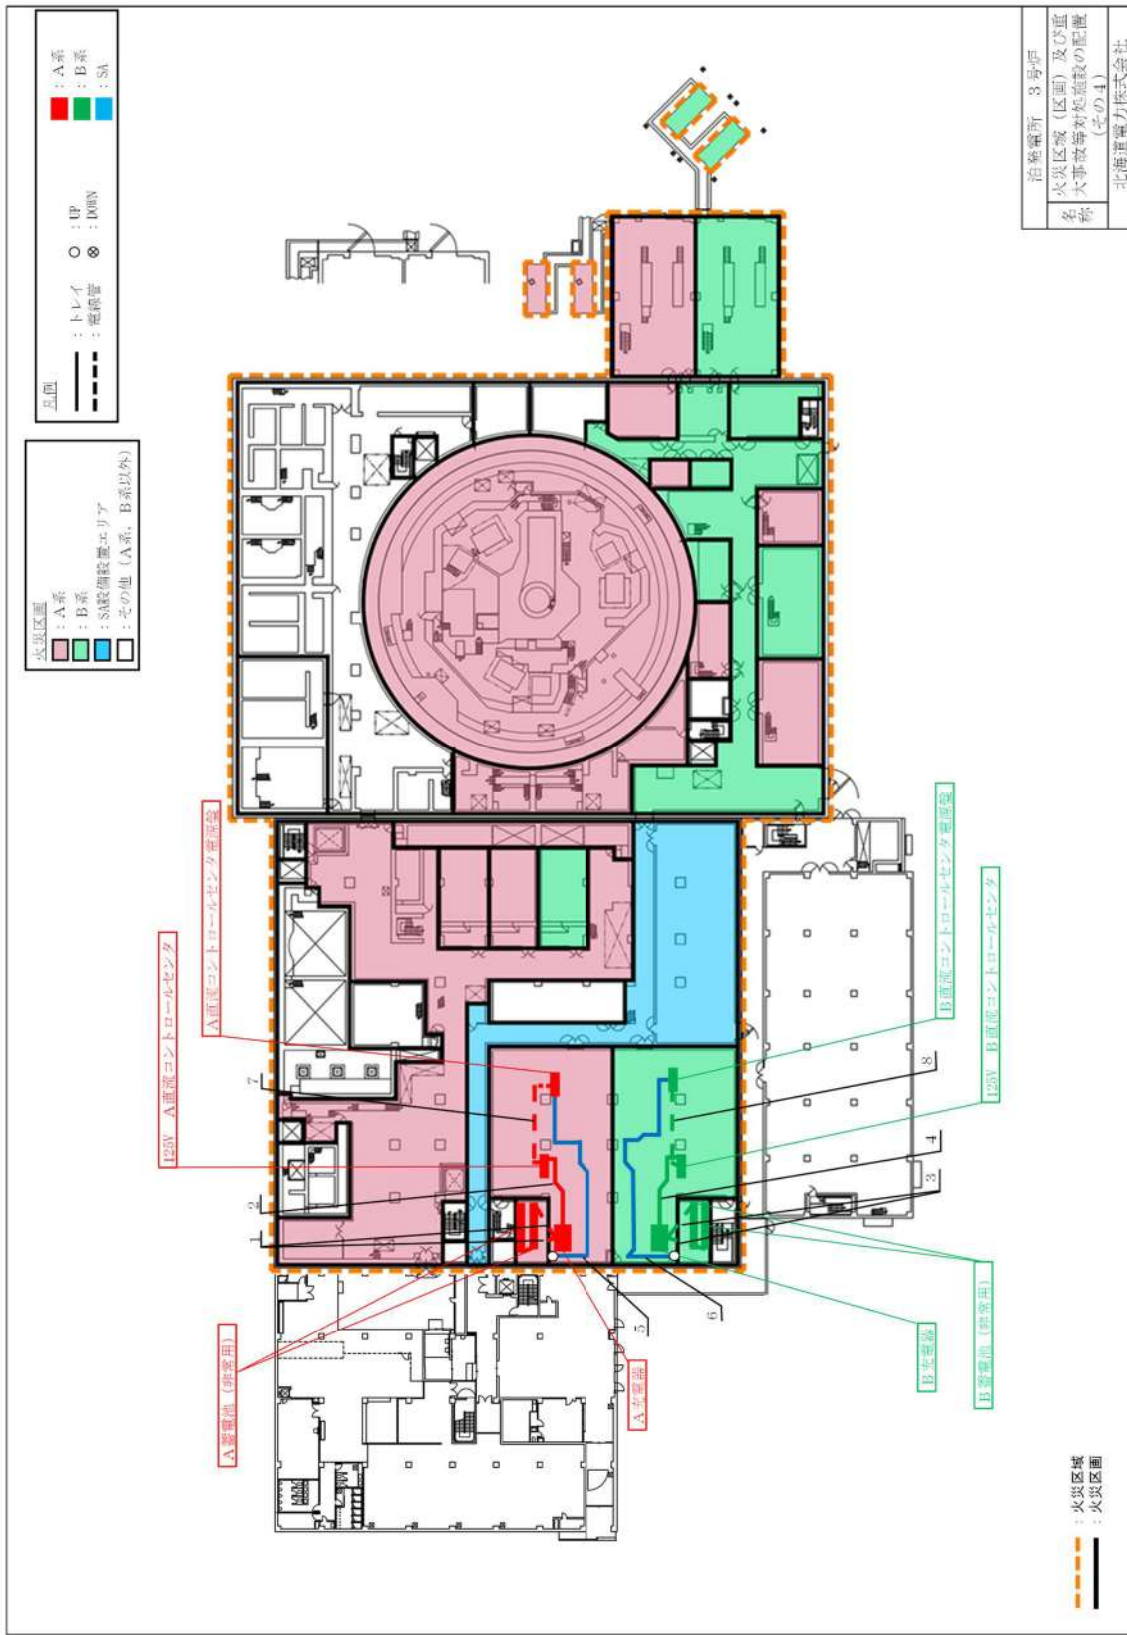 火災区画
：A系
：B系
：SA設備設置エリア
：その他（A系、B系以外）
凡例
：トレイ
：電線管
○ ：UP
⊗ ：DOWN
：A系
：B系
：SA
A蓄電池（非常用）
125V A直流コントロールセンタ
A直流コントロールセンタ電源盤
1
2
7
A充電器
5
6
B充電器
B蓄電池（非常用）
3
4
8
125V B直流コントロールセンタ
B直流コントロールセンタ電源盤
：火災区域
：火災区画
泊発電所 3号炉
名称
火災区域（区画）及び重
大事故等対処施設の配置
（その4）
北海道電力株式会社